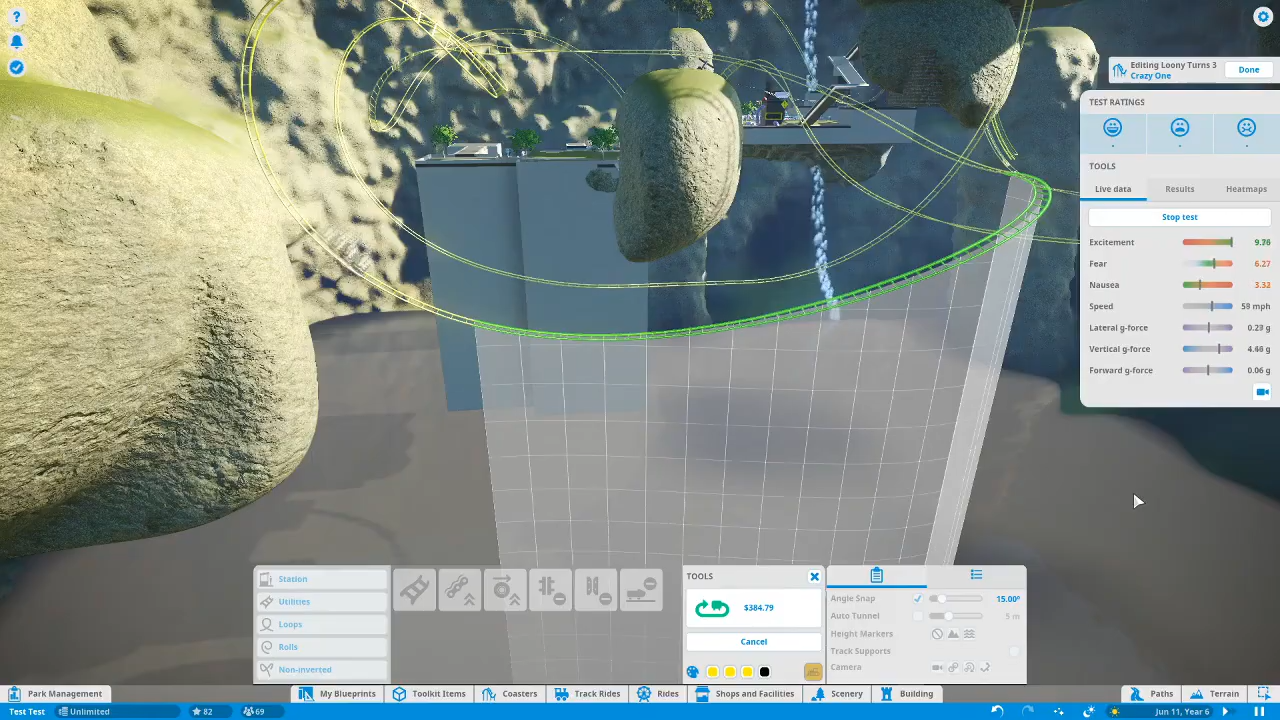 ?
Editing Loony Turns 3
Crazy One
Done
TEST RATINGS
TOOLS
Live data
Results
Heatmaps
Stop test
Excitement 9.76
Fear 6.27
Nausea 3.32
Speed 59 mph
Lateral g-force 0.23 g
Vertical g-force 4.66 g
Forward g-force 0.06 g
Station
Utilities
Loops
Rolls
Non-inverted
TOOLS
$384.79
Cancel
Angle Snap 15.00°
Auto Tunnel 5 m
Height Markers
Track Supports
Camera
Park Management
My Blueprints
Toolkit Items
Coasters
Track Rides
Rides
Shops and Facilities
Scenery
Building
Paths
Terrain
Test Test
Unlimited
82
69
Jun 11, Year 6